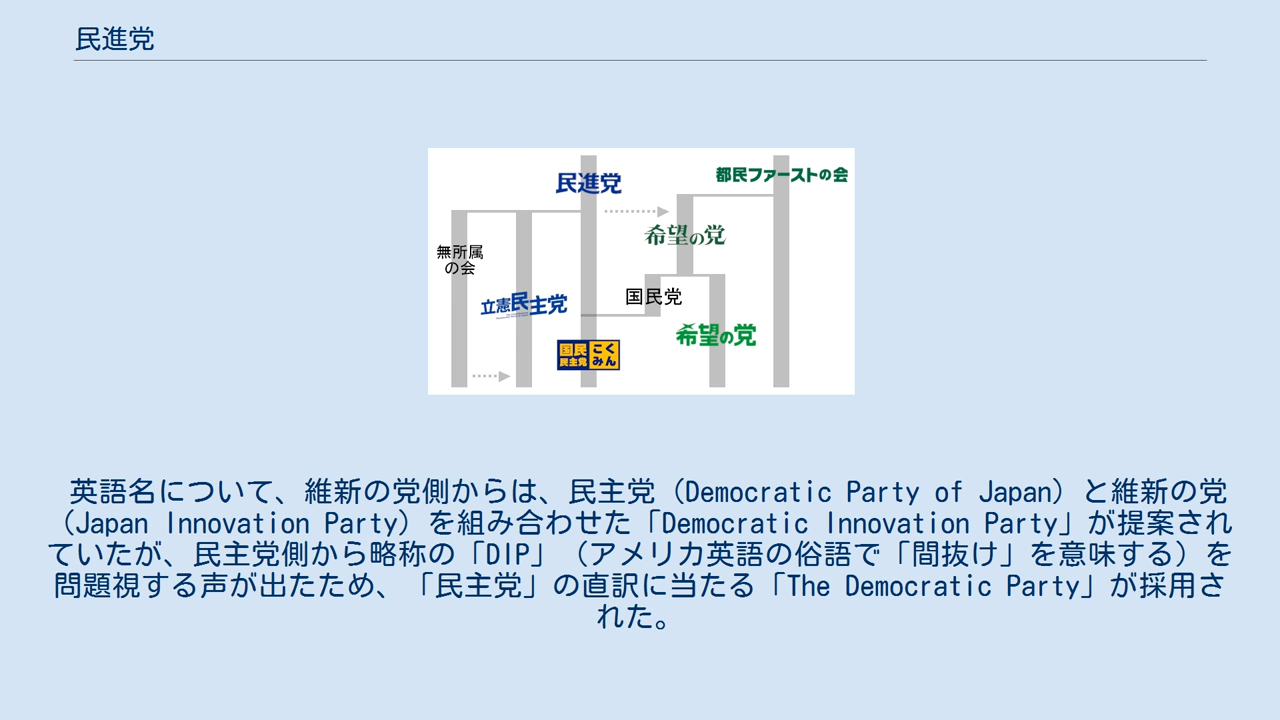 民進党
民進党
都民ファーストの会
希望の党
無所属
の会
国民党
立憲民主党
希望の党
国民
民主党
こく
みん
英語名について、維新の党側からは、民主党（Democratic Party of Japan）と維新の党
（Japan Innovation Party）を組み合わせた「Democratic Innovation Party」が提案され
ていたが、民主党側から略称の「DIP」（アメリカ英語の俗語で「間抜け」を意味する）を
問題視する声が出たため、「民主党」の直訳に当たる「The Democratic Party」が採用さ
れた。